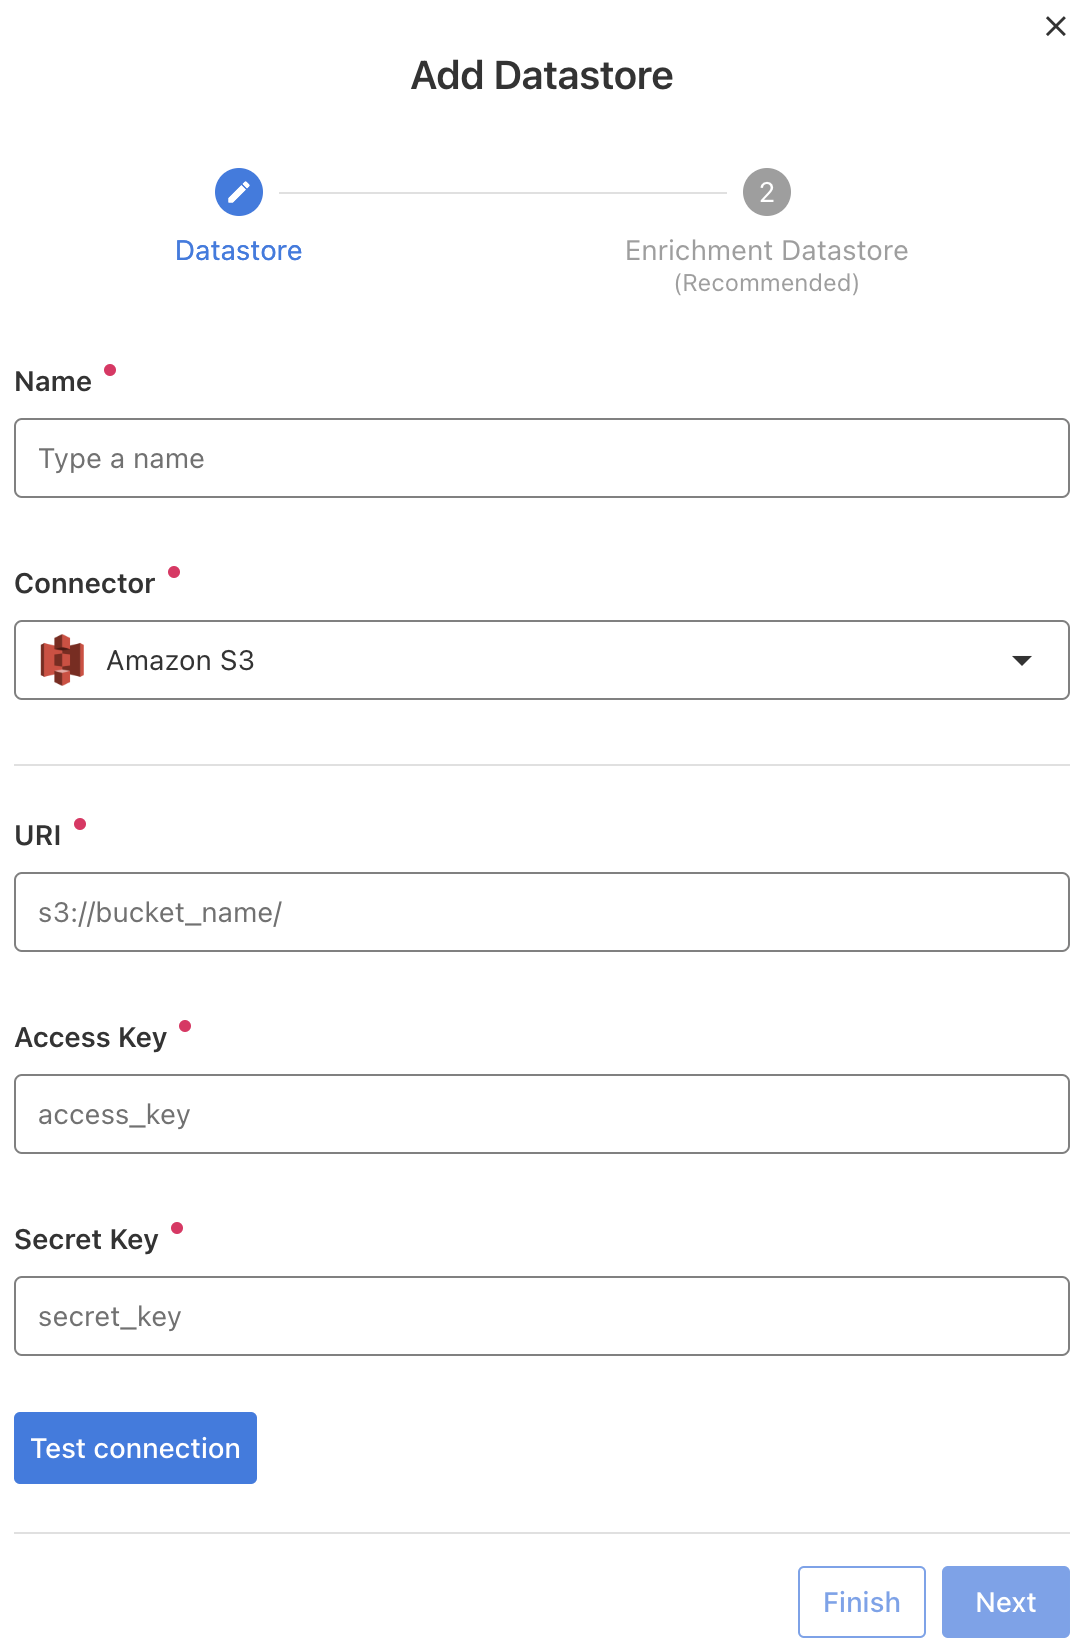 Add Datastore
2
Datastore
Enrichment Datastore
(Recommended)
Name
Type a name
Connector
Amazon S3
URI
s3://bucket_name/
Access Key
access_key
Secret Key
secret_key
Test connection
Finish
Next